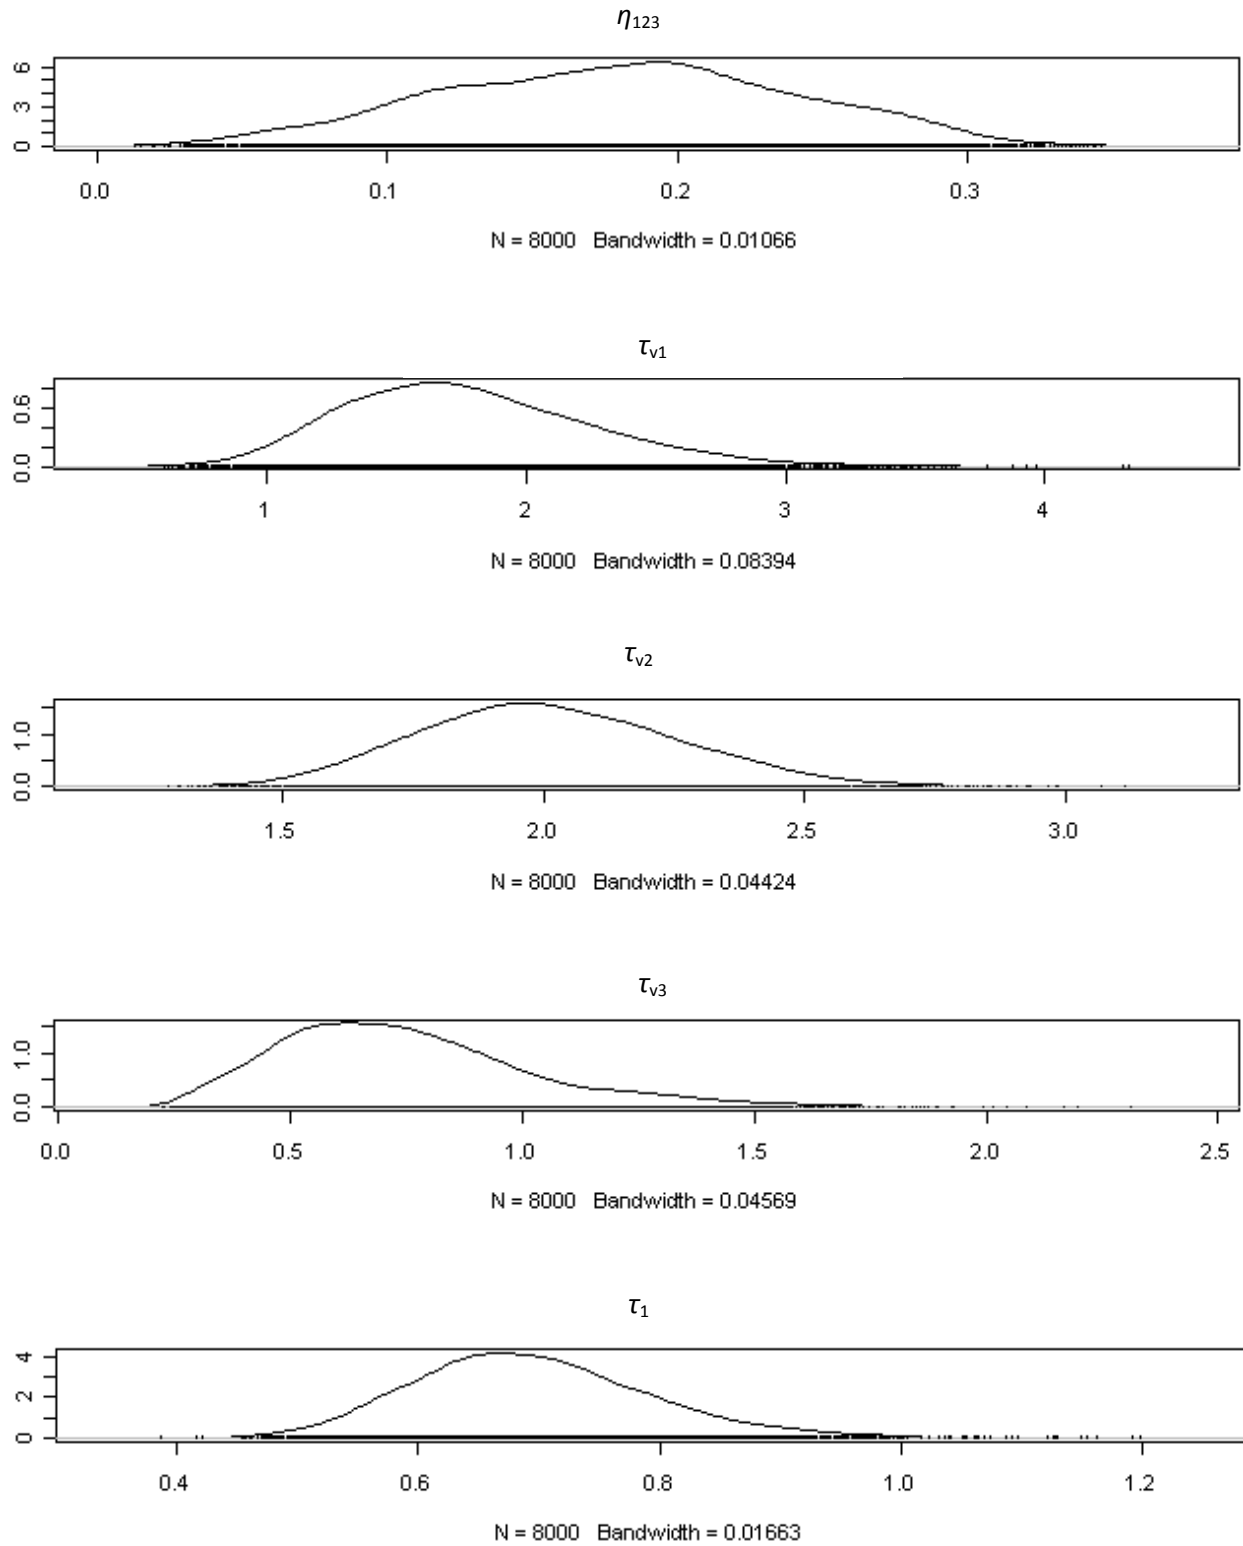 η123
6
3
0
0.0 0.1 0.2 0.3
N = 8000 Bandwidth = 0.01066
τv1
0.6
0.0
1 2 3 4
N = 8000 Bandwidth = 0.08394
τv2
1.0
0.0
1.5 2.0 2.5 3.0
N = 8000 Bandwidth = 0.04424
τv3
1.0
0.0
0.0 0.5 1.0 1.5 2.0 2.5
N = 8000 Bandwidth = 0.04569
τ1
4
2
0
0.4 0.6 0.8 1.0 1.2
N = 8000 Bandwidth = 0.01663